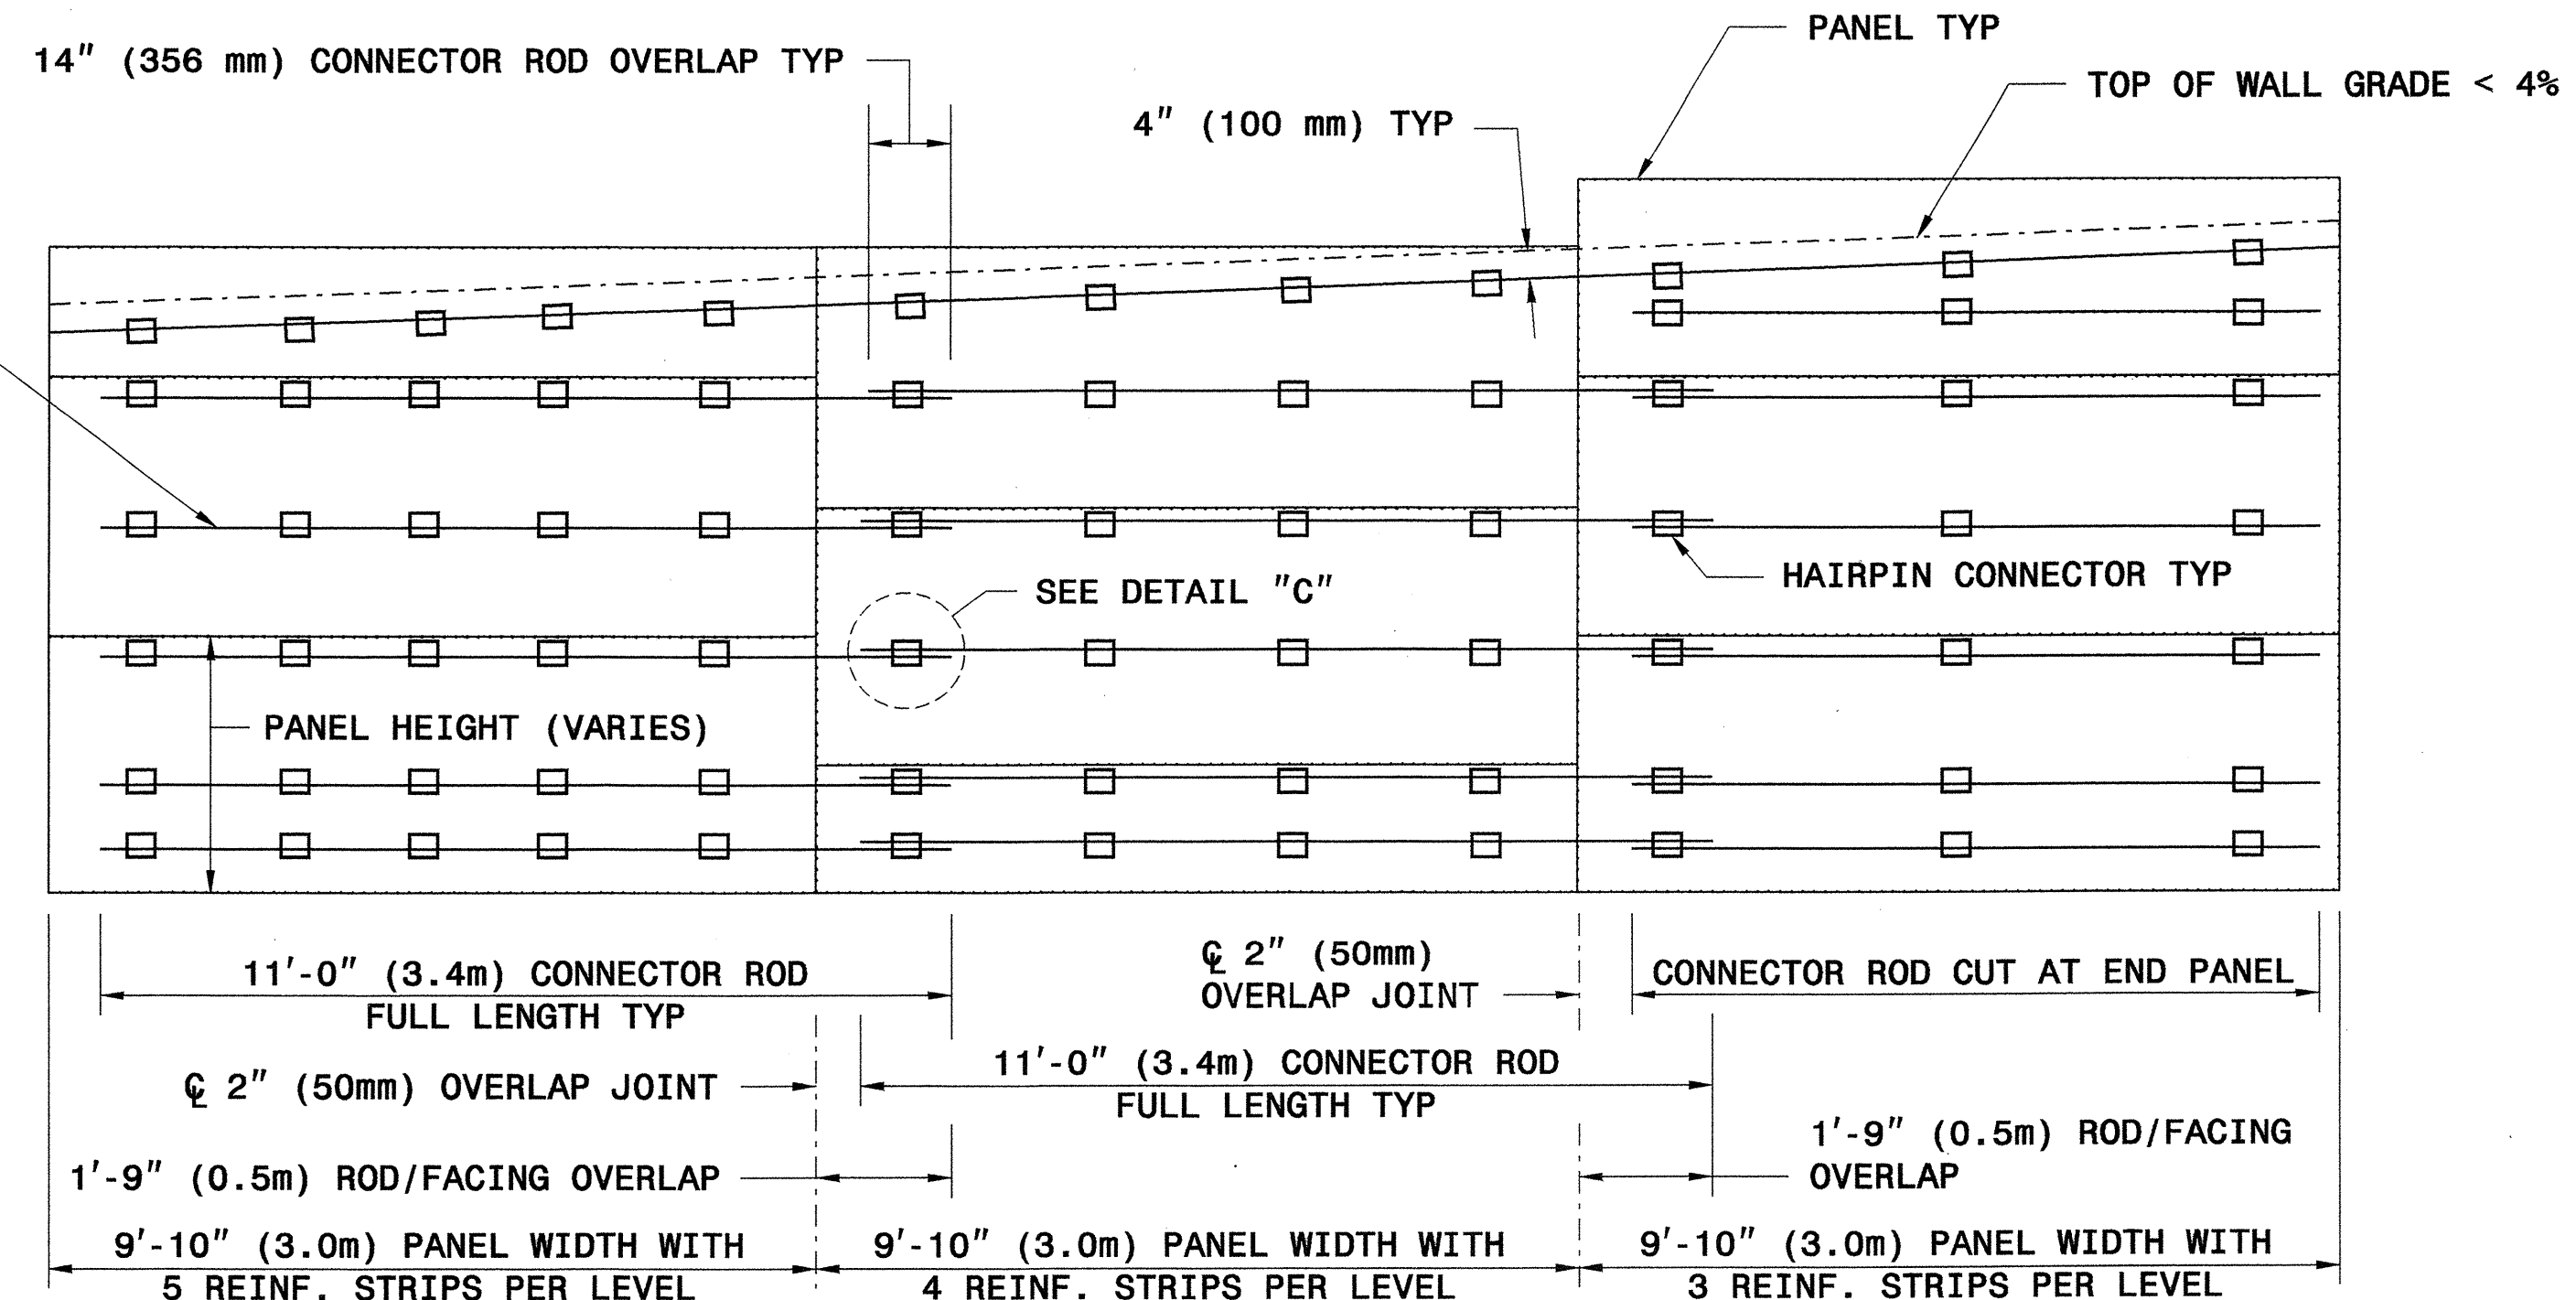 PANEL TYP
14" (356 mm) CONNECTOR ROD OVERLAP TYP
TOP OF WALL GRADE < 4%
4" (100 mm) TYP
HAIRPIN CONNECTOR TYP
SEE DETAIL "C"
PANEL HEIGHT (VARIES)
11'-0" (3.4m) CONNECTOR ROD
FULL LENGTH TYP
℄ 2" (50mm)
OVERLAP JOINT
CONNECTOR ROD CUT AT END PANEL
℄ 2" (50mm) OVERLAP JOINT
11'-0" (3.4m) CONNECTOR ROD
FULL LENGTH TYP
1'-9" (0.5m) ROD/FACING OVERLAP
1'-9" (0.5m) ROD/FACING
OVERLAP
9'-10" (3.0m) PANEL WIDTH WITH
5 REINF. STRIPS PER LEVEL
9'-10" (3.0m) PANEL WIDTH WITH
4 REINF. STRIPS PER LEVEL
9'-10" (3.0m) PANEL WIDTH WITH
3 REINF. STRIPS PER LEVEL